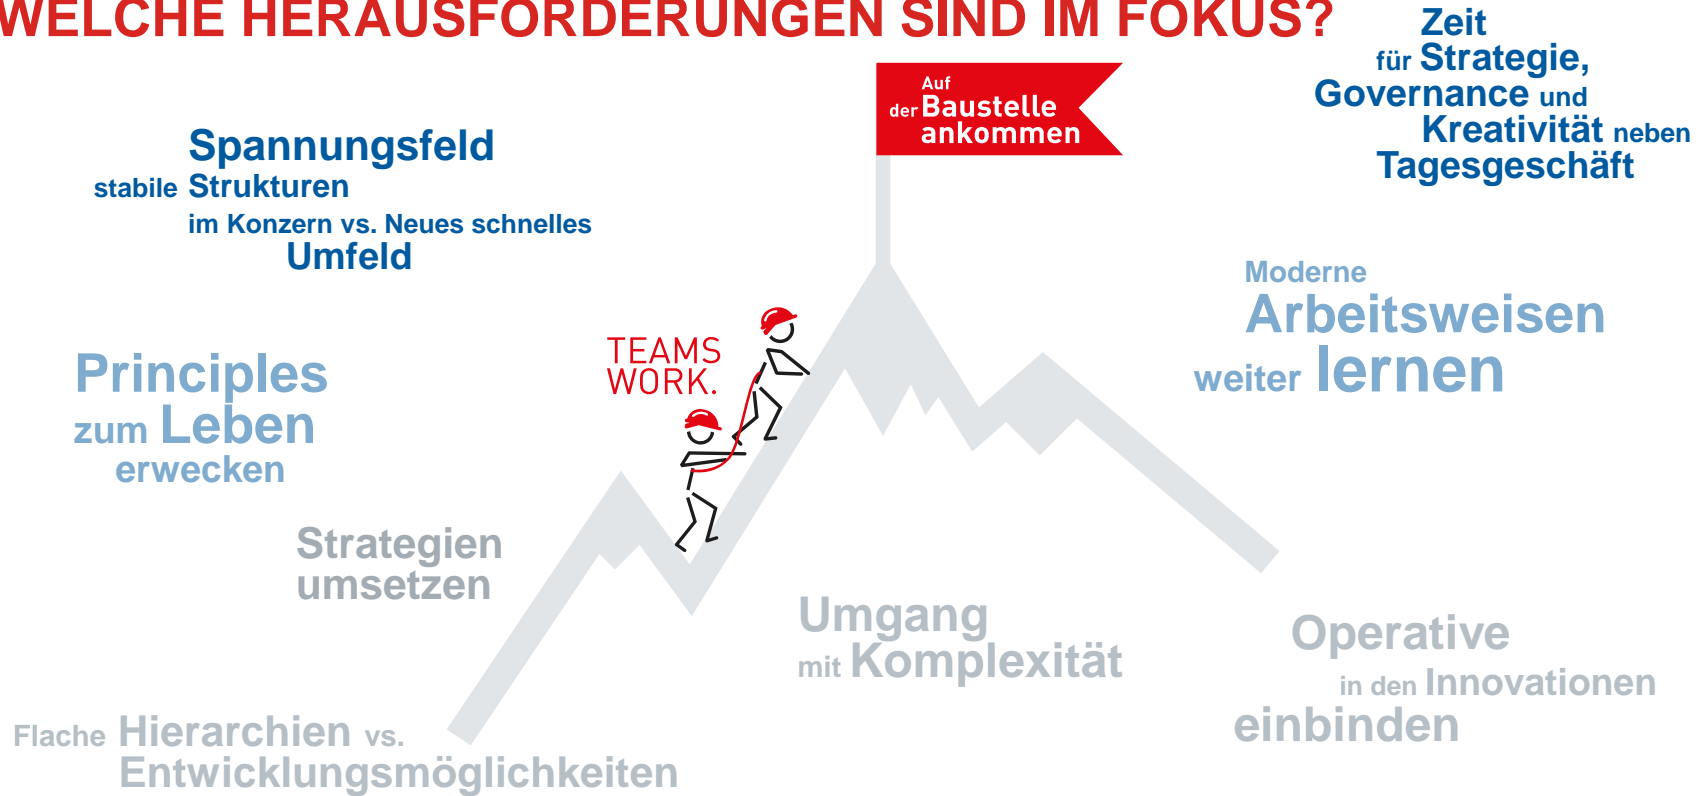 WELCHE HERAUSFORDERUNGEN SIND IM FOKUS?
Zeit
für Strategie,
Governance und
Kreativität neben
Tagesgeschäft
Auf
der Baustelle
ankommen
Spannungsfeld
stabile Strukturen
im Konzern vs. Neues schnelles
Umfeld
Moderne
Arbeitsweisen
weiter lernen
TEAMS
WORK.
Principles
zum Leben
erwecken
Strategien
umsetzen
Umgang
mit Komplexität
Operative
in den Innovationen
einbinden
Flache Hierarchien vs.
Entwicklungsmöglichkeiten